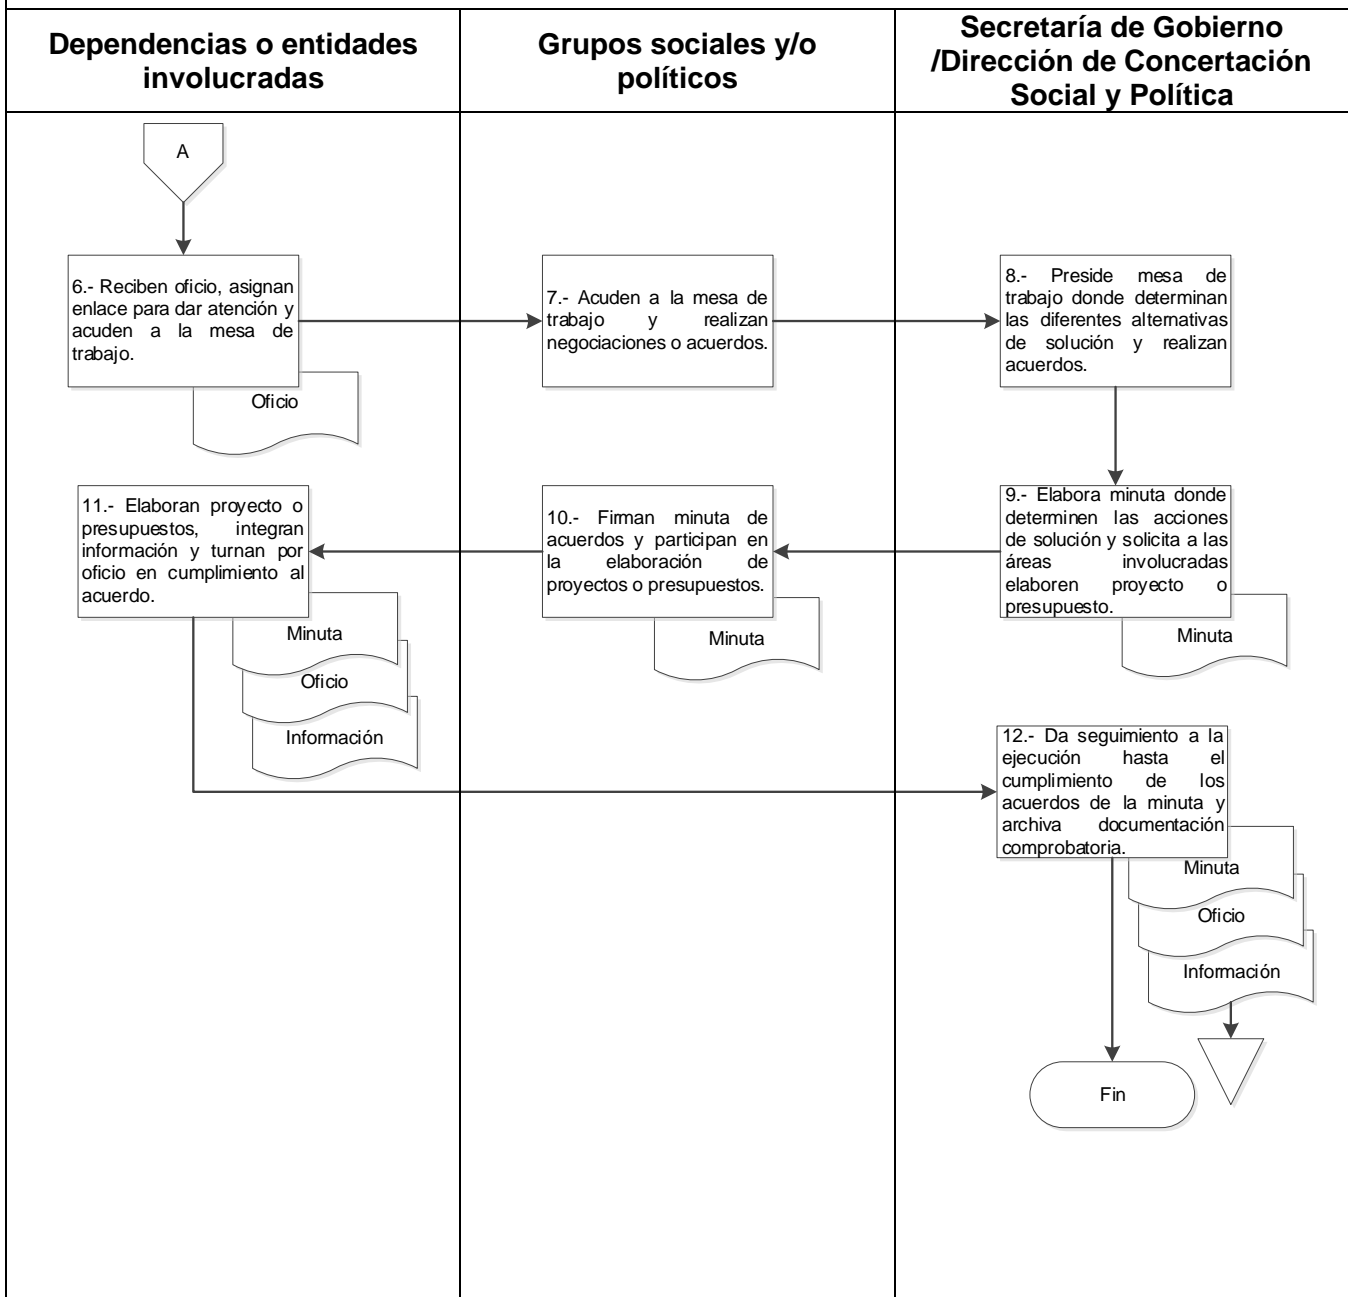 Dependencias o entidades
involucradas
Grupos sociales y/o
políticos
Secretaría de Gobierno
/Dirección de Concertación
Social y Política
A
6.- Reciben oficio, asignan
enlace para dar atención y
acuden a la mesa de
trabajo.
Oficio
7.- Acuden a la mesa de
trabajo y realizan
negociaciones o acuerdos.
8.- Preside mesa de
trabajo donde determinan
las diferentes alternativas
de solución y realizan
acuerdos.
9.- Elabora minuta donde
determinen las acciones
de solución y solicita a las
áreas involucradas
elaboren proyecto o
presupuesto.
Minuta
10.- Firman minuta de
acuerdos y participan en
la elaboración de
proyectos o presupuestos.
Minuta
11.- Elaboran proyecto o
presupuestos, integran
información y turnan por
oficio en cumplimiento al
acuerdo.
Minuta
Oficio
Información
12.- Da seguimiento a la
ejecución hasta el
cumplimiento de los
acuerdos de la minuta y
archiva documentación
comprobatoria.
Minuta
Oficio
Información
Fin